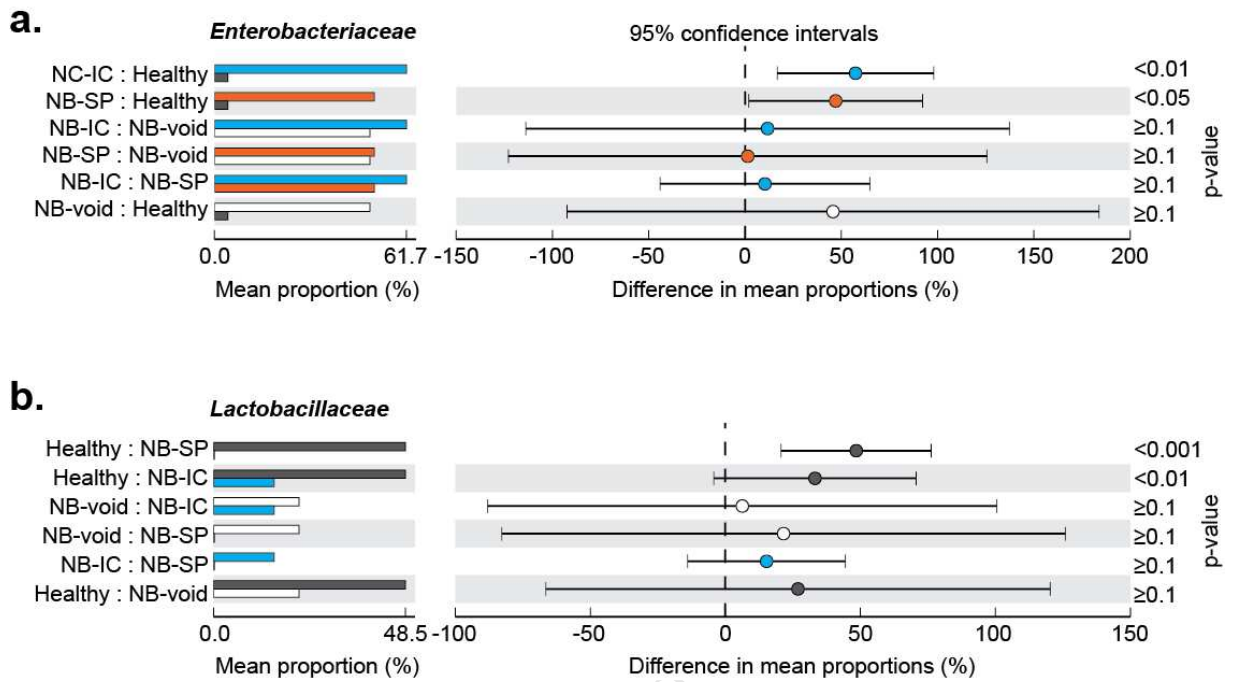 a.
Enterobacteriaceae
95% confidence intervals
NC-IC : Healthy
<0.01
NB-SP : Healthy
<0.05
NB-IC : NB-void
≥0.1
NB-SP : NB-void
≥0.1
NB-IC : NB-SP
≥0.1
NB-void : Healthy
≥0.1
p-value
0.0 61.7 -150 -100 -50 0 50 100 150 200
Mean proportion (%) Difference in mean proportions (%)
b.
Lactobacillaceae
Healthy : NB-SP
<0.001
Healthy : NB-IC
<0.01
NB-void : NB-IC
≥0.1
NB-void : NB-SP
≥0.1
NB-IC : NB-SP
≥0.1
Healthy : NB-void
≥0.1
p-value
0.0 48.5 -100 -50 0 50 100 150
Mean proportion (%) Difference in mean proportions (%)